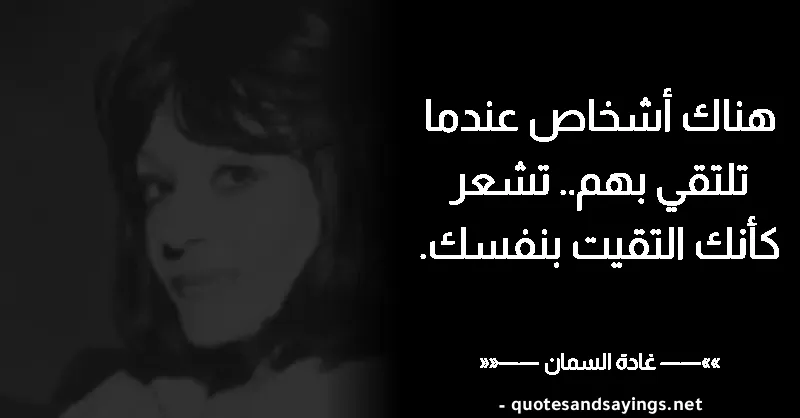 هناك أشخاص عندما
تلتقي بهم.. تشعر
كأنك التقيت بنفسك.
»»—— غادة السمان ——««
- quotesandsayings.net